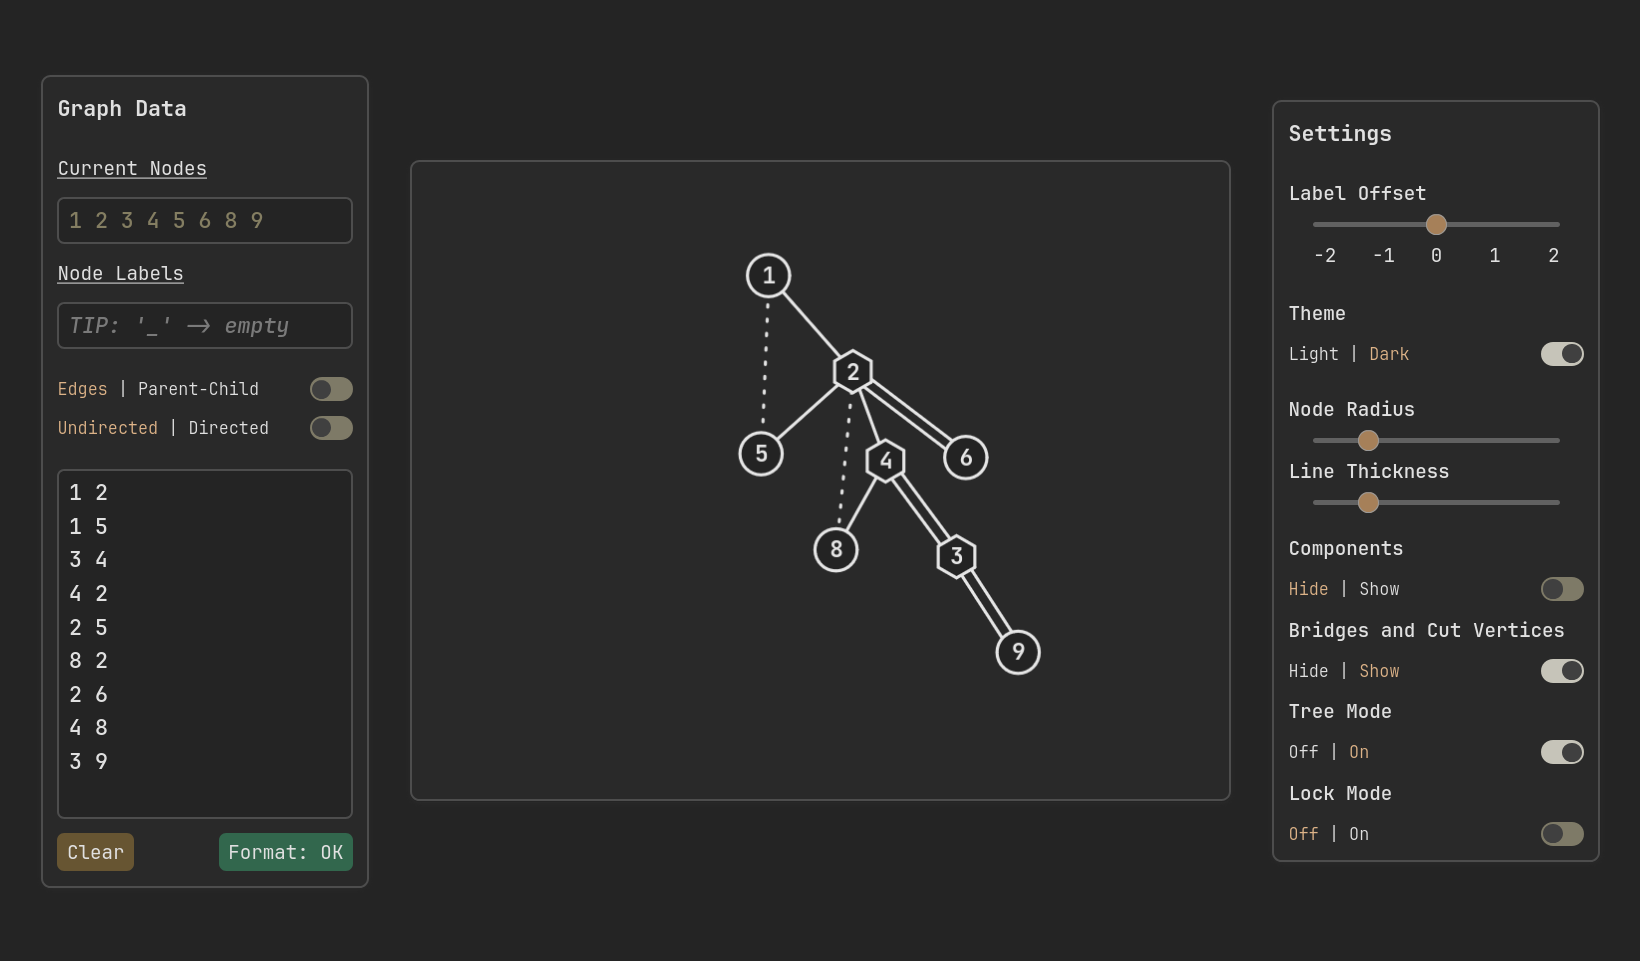 Graph Data
Current Nodes
1 2 3 4 5 6 8 9
Node Labels
TIP: '_' -> empty
Edges | Parent-Child
Undirected | Directed
1 2
1 5
3 4
4 2
2 5
8 2
2 6
4 8
3 9
Clear
Format: OK
1
2
5
4
6
8
3
9
Settings
Label Offset
-2 -1 0 1 2
Theme
Light | Dark
Node Radius
Line Thickness
Components
Hide | Show
Bridges and Cut Vertices
Hide | Show
Tree Mode
Off | On
Lock Mode
Off | On